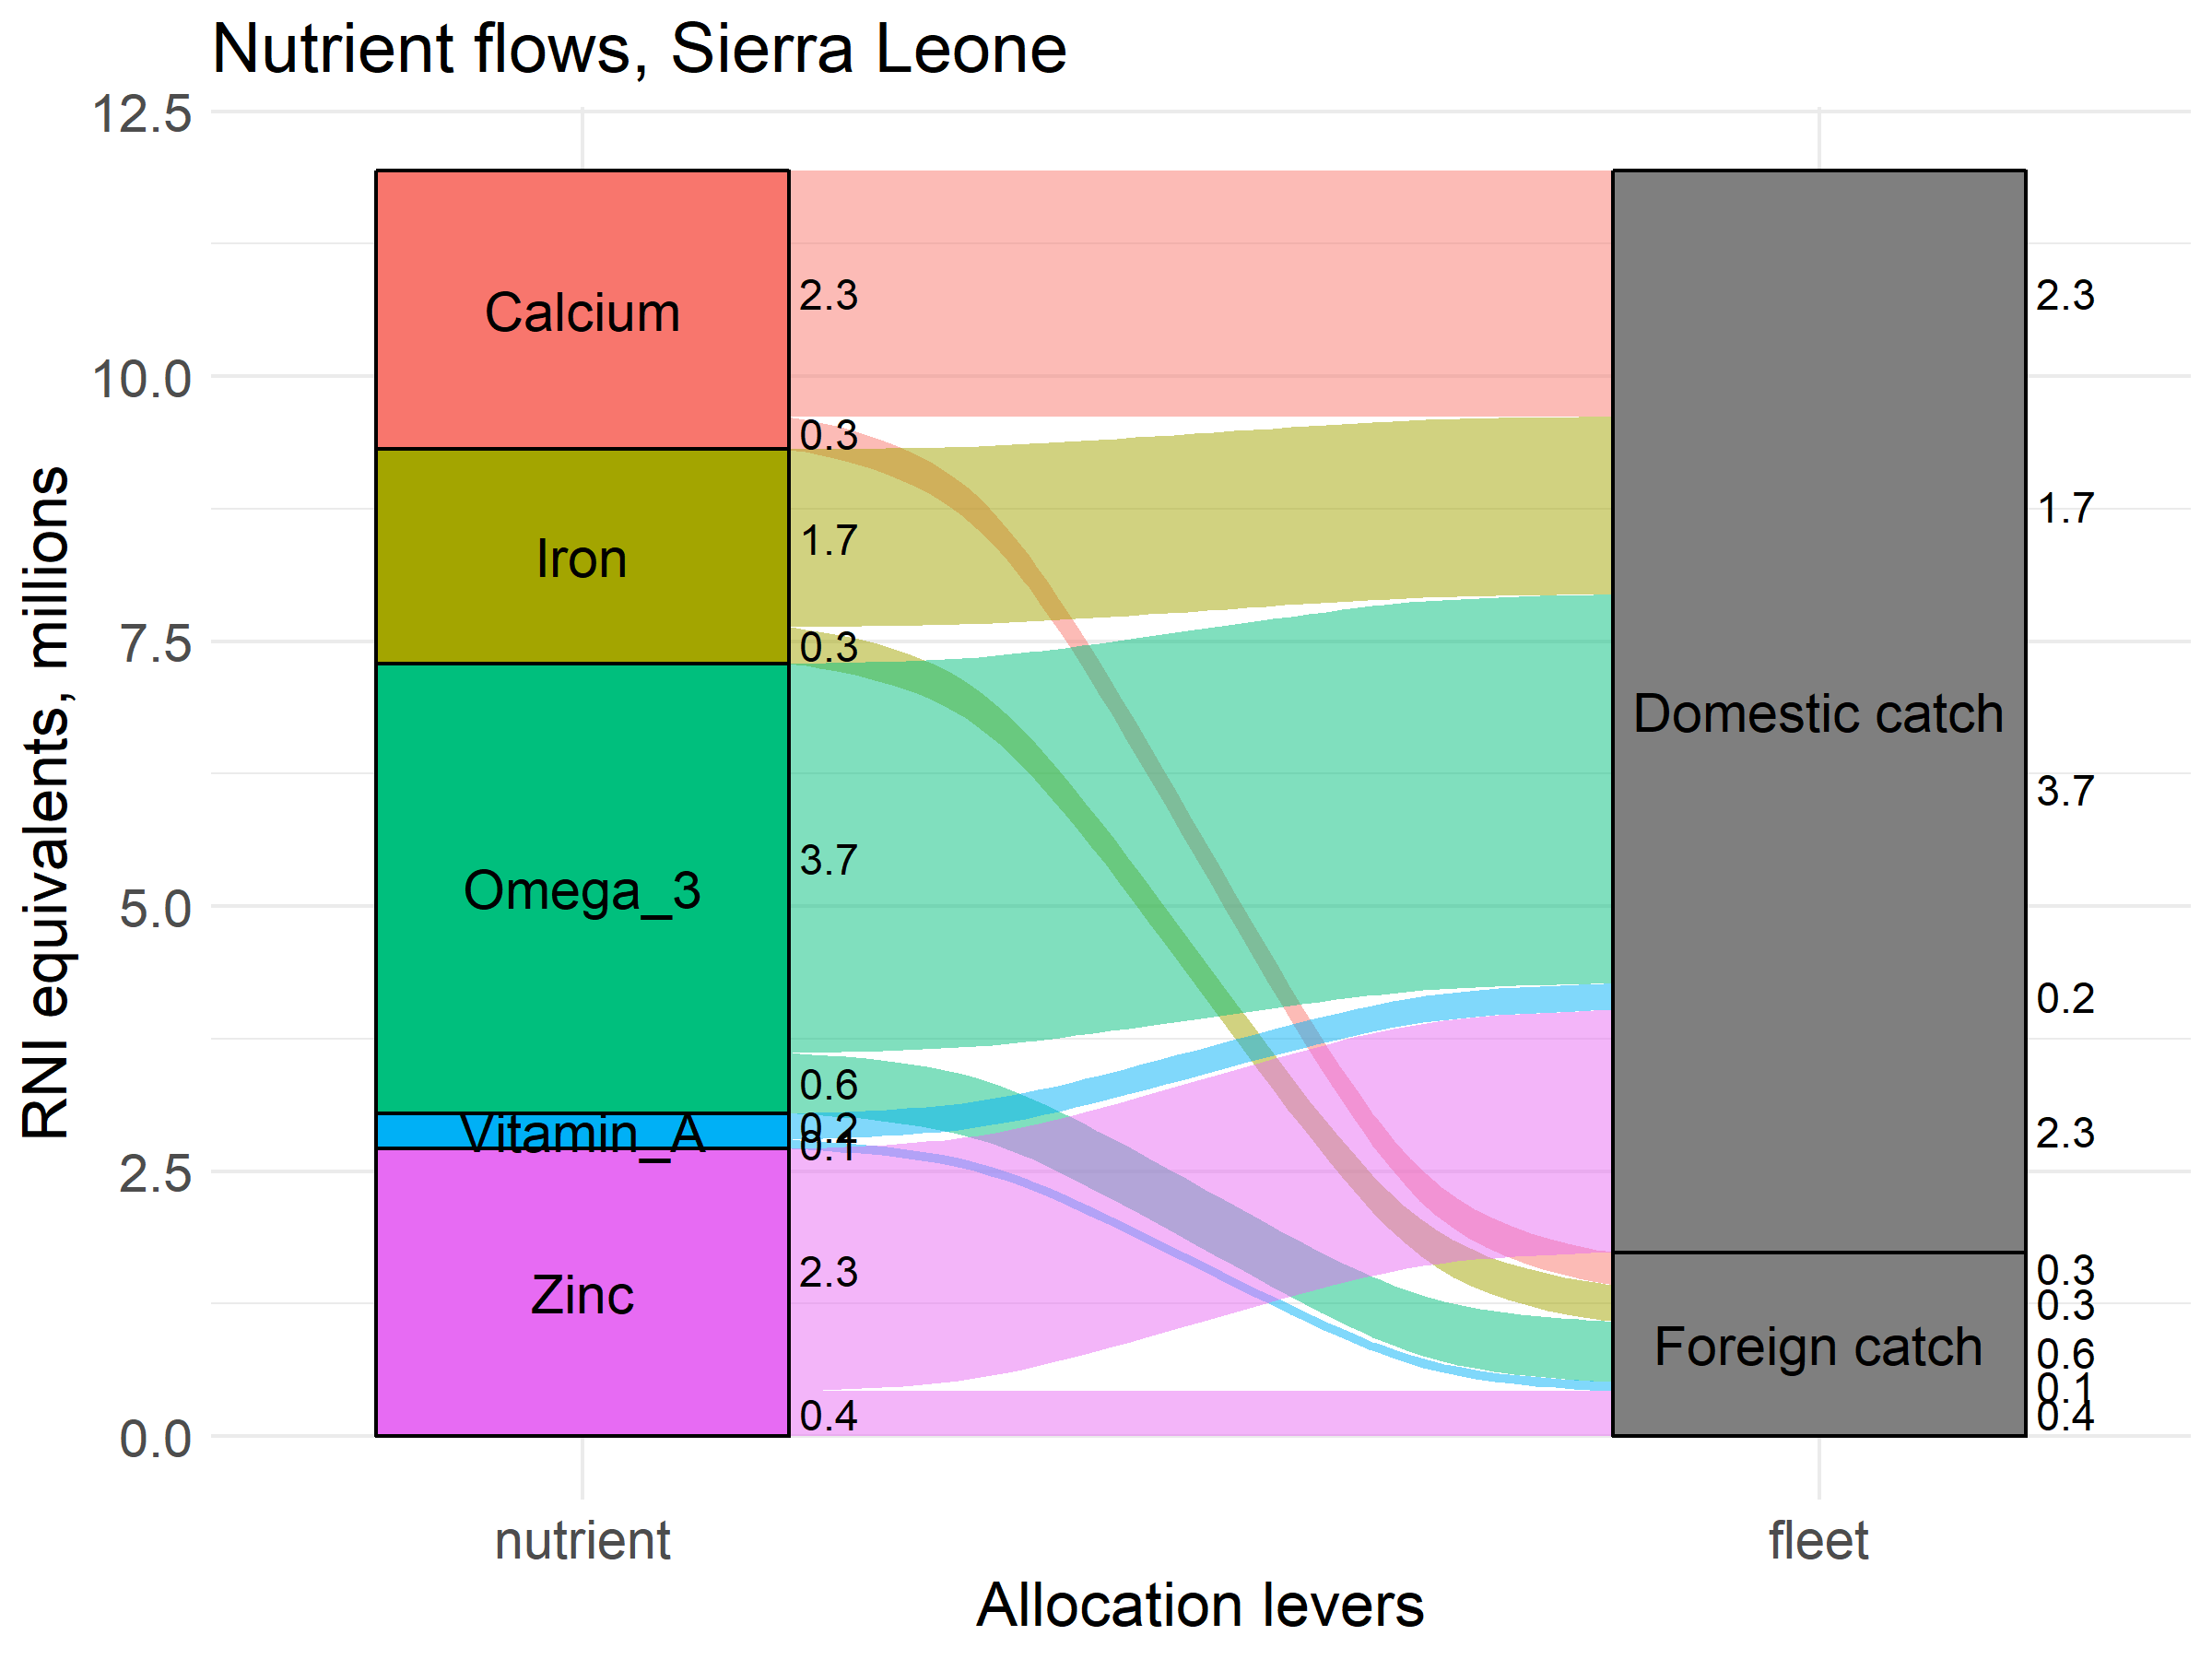 Nutrient flows, Sierra Leone
RNI equivalents, millions
12.5
10.0
7.5
5.0
2.5
0.0
Calcium
Iron
Omega_3
Vitamin_A
Zinc
2.3
0.3
1.7
0.3
3.7
0.6
0.2
0.1
2.3
0.4
Domestic catch
Foreign catch
2.3
1.7
3.7
0.2
2.3
0.3
0.3
0.6
0.1
0.4
nutrient
fleet
Allocation levers